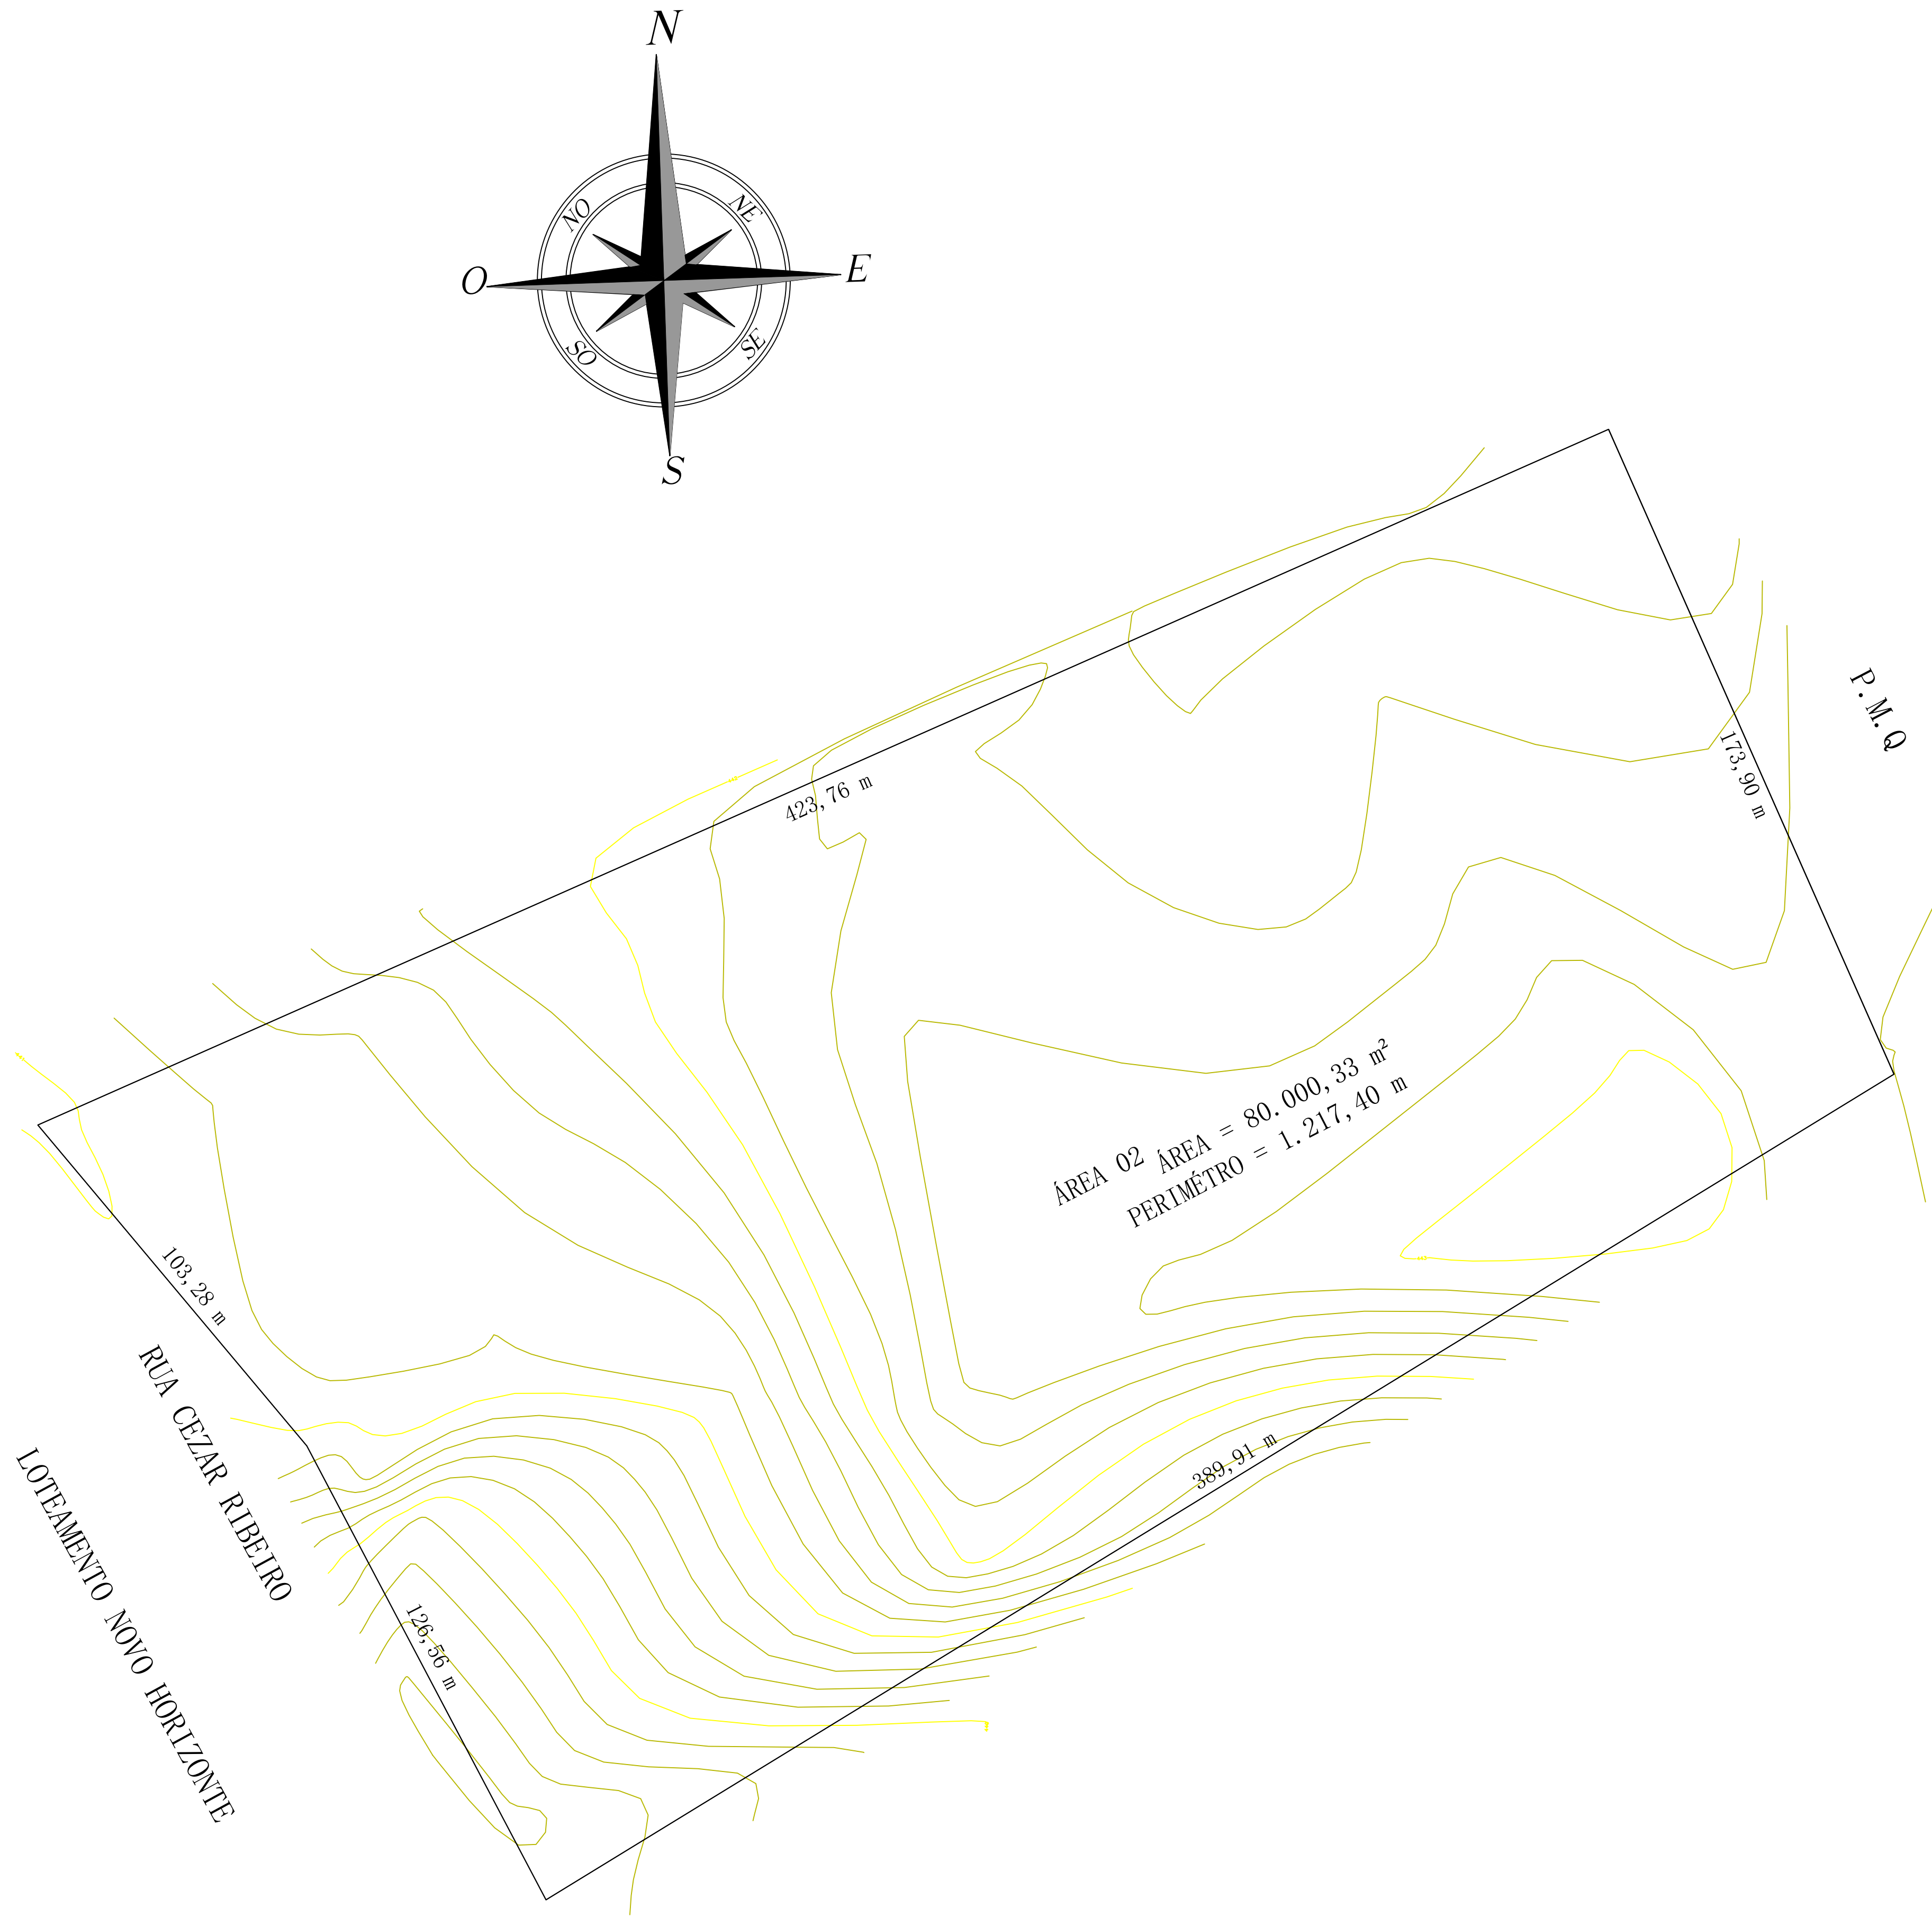 N
NO
NE
O
E
SO
SE
S
P.M.Q
173,90 m
423,76 m
ÁREA 02 ÁREA = 80.000,33 m²
PERIMÉTRO = 1.217,40 m
103,28 m
RUA CEZAR RIBEIRO
LOTEAMENTO NOVO HORIZONTE
389,91 m
126,56 m